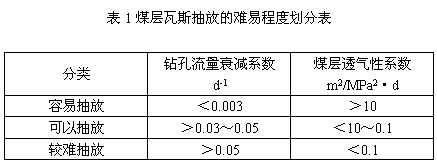 表 1 煤层瓦斯抽放的难易程度划分表
分类 钻孔流量衰减系数 d-1 煤层透气性系数 m2/MPa2·d
容易抽放 <0.003 >10
可以抽放 >0.03~0.05 <10~0.1
较难抽放 >0.05 <0.1